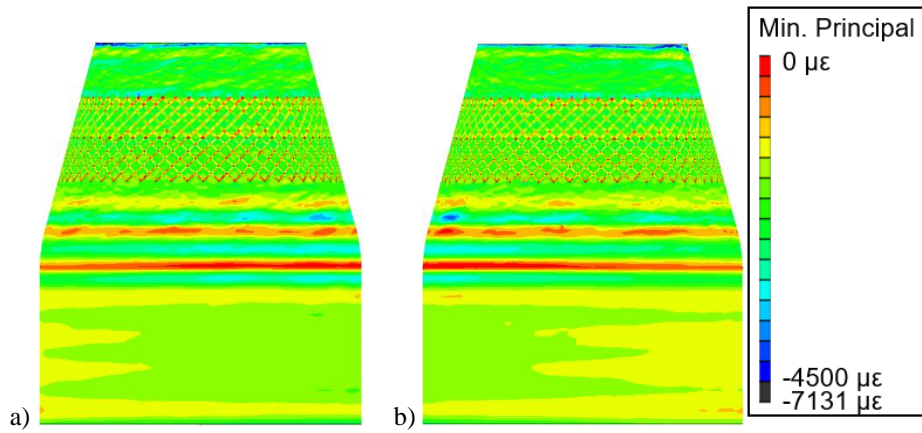 Min. Principal
0 µε
-4500 µε
-7131 µε
a)
b)